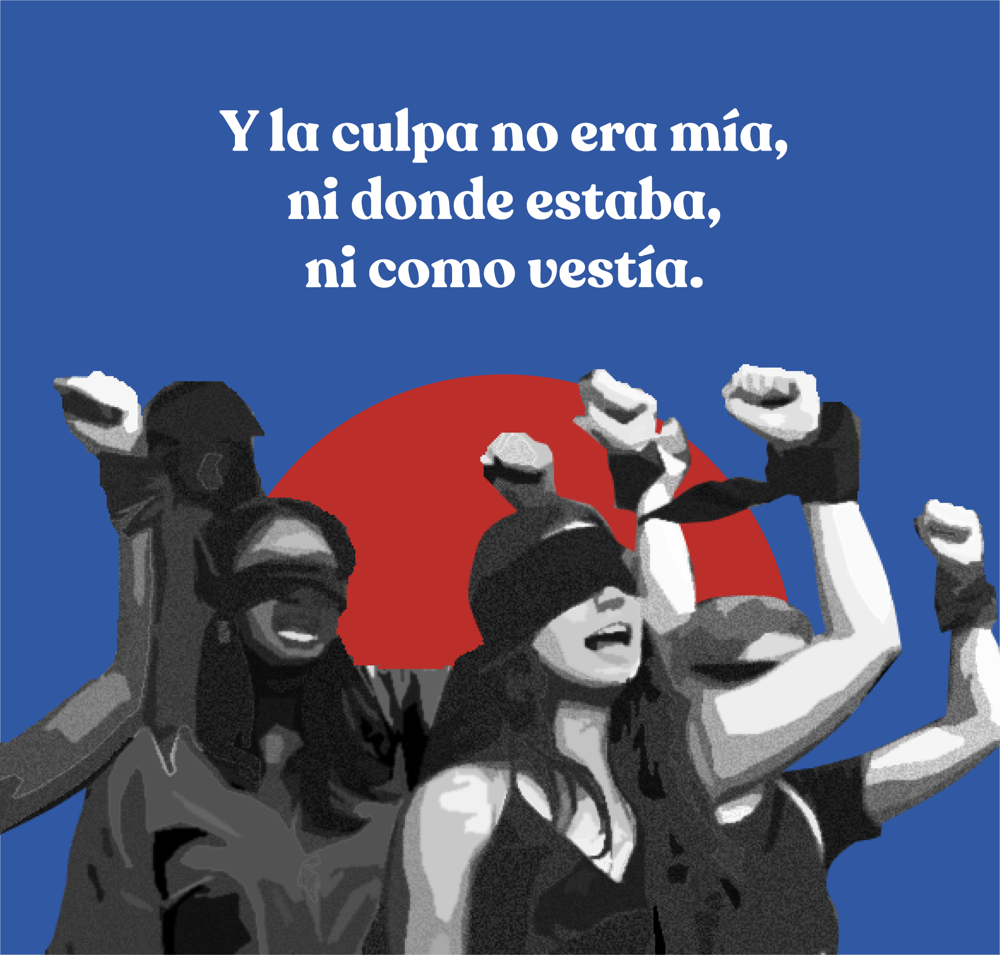 Y la culpa no era mía,
ni donde estaba,
ni como vestía.